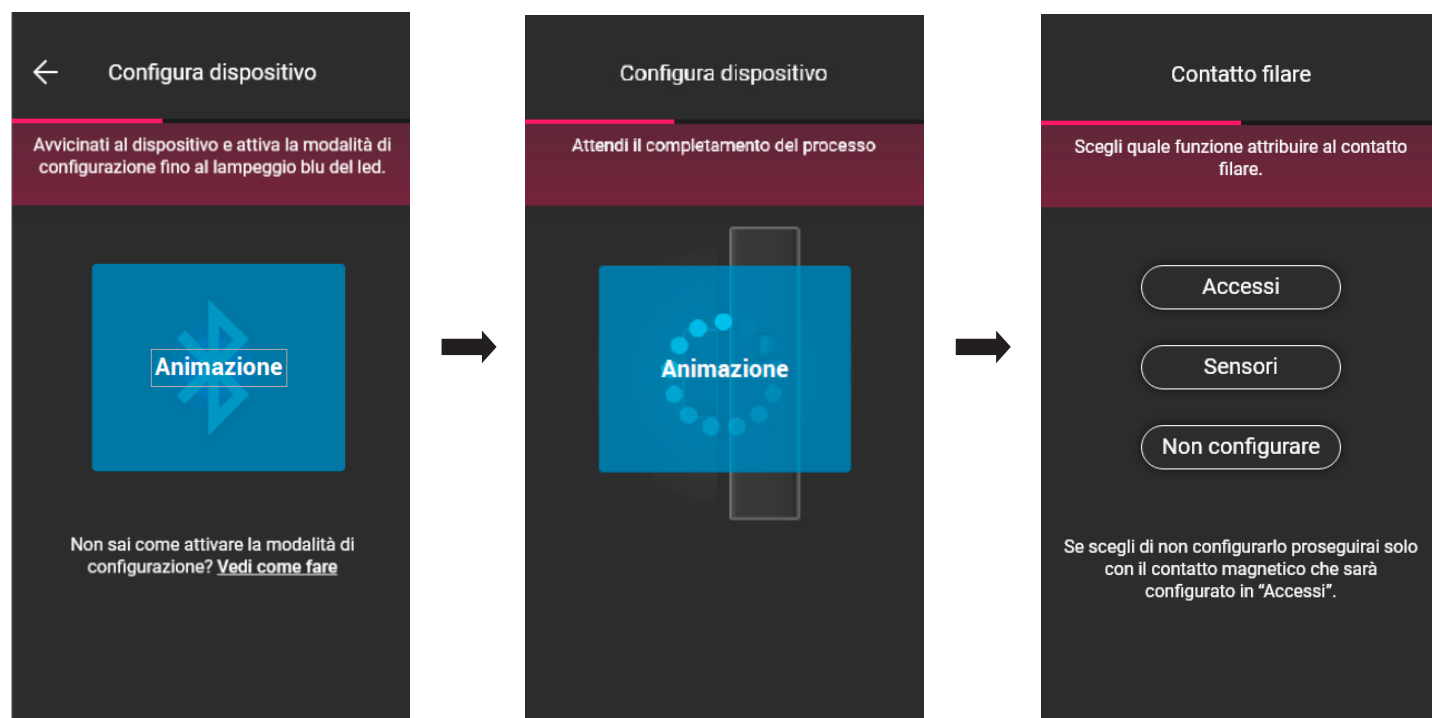 Configura dispositivo
Avvicinati al dispositivo e attiva la modalità di
configurazione fino al lampeggio blu del led.
Animazione
Non sai come attivare la modalità di
configurazione? Vedi come fare
Configura dispositivo
Attendi il completamento del processo
Animazione
Contatto filare
Scegli quale funzione attribuire al contatto
filare.
Accessi
Sensori
Non configurare
Se scegli di non configurarlo proseguirai solo
con il contatto magnetico che sarà
configurato in “Accessi”.